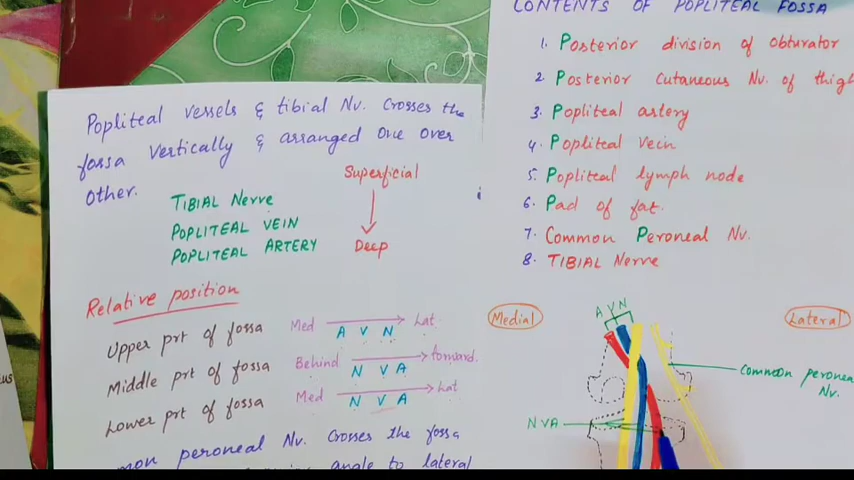 Popliteal vessels & tibial Nv. Crosses the
fossa vertically & arranged one over
other.
Superficial
TIBIAL Nerve
POPLITEAL VEIN
POPLITEAL ARTERY
Deep
Relative position
Upper prt of fossa Med → Lat
A V N
Middle prt of fossa Behind → forward.
N V A
Lower prt of fossa Med → Lat
N V A
peroneal Nv. Crosses the fossa
angle to lateral
CONTENTS OF POPLITEAL FOSSA
1. Posterior division of obturator
2. Posterior cutaneous Nv. of thigh
3. Popliteal artery
4. Popliteal vein
5. Popliteal lymph node
6. Pad of fat.
7. Common Peroneal Nv.
8. TIBIAL Nerve
A V N
Medial
Lateral
Common peronea
Nv.
N V A